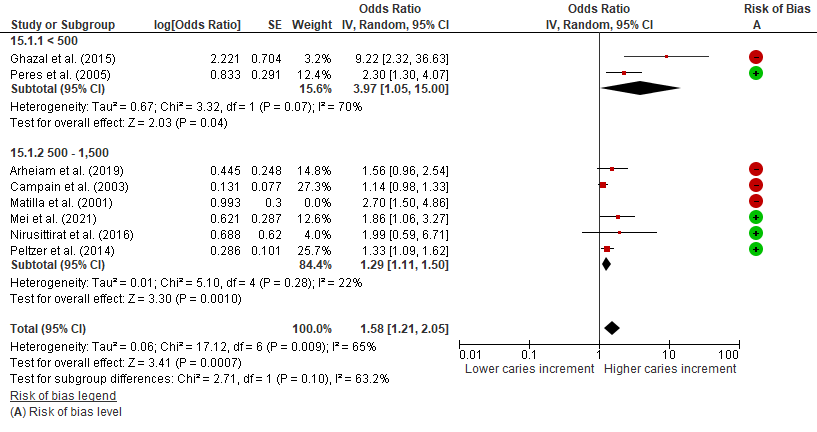 Odds Ratio Odds Ratio Risk of Bias
Study or Subgroup log[Odds Ratio] SE Weight IV, Random, 95% CI IV, Random, 95% CI A
15.1.1 < 500
Ghazal et al. (2015) 2.221 0.704 3.2% 9.22 [2.32, 36.63]
Peres et al. (2005) 0.833 0.291 12.4% 2.30 [1.30, 4.07] +
Subtotal (95% CI) 15.6% 3.97 [1.05, 15.00]
Heterogeneity: Tau² = 0.67; Chi² = 3.32, df = 1 (P = 0.07); I² = 70%
Test for overall effect: Z = 2.03 (P = 0.04)
15.1.2 500 - 1,500
Arheiam et al. (2019) 0.445 0.248 14.8% 1.56 [0.96, 2.54]
Campain et al. (2003) 0.131 0.077 27.3% 1.14 [0.98, 1.33]
Matilla et al. (2001) 0.993 0.3 0.0% 2.70 [1.50, 4.86]
Mei et al. (2021) 0.621 0.287 12.6% 1.86 [1.06, 3.27] +
Nirusittirat et al. (2016) 0.688 0.62 4.0% 1.99 [0.59, 6.71] +
Peltzer et al. (2014) 0.286 0.101 25.7% 1.33 [1.09, 1.62] +
Subtotal (95% CI) 84.4% 1.29 [1.11, 1.50]
Heterogeneity: Tau² = 0.01; Chi² = 5.10, df = 4 (P = 0.28); I² = 22%
Test for overall effect: Z = 3.30 (P = 0.0010)
Total (95% CI) 100.0% 1.58 [1.21, 2.05]
Heterogeneity: Tau² = 0.06; Chi² = 17.12, df = 6 (P = 0.009); I² = 65%
0.01 0.1 1 10 100
Test for overall effect: Z = 3.41 (P = 0.0007)
Lower caries increment Higher caries increment
Test for subgroup differences: Chi² = 2.71, df = 1 (P = 0.10), I² = 63.2%
Risk of bias legend
(A) Risk of bias level